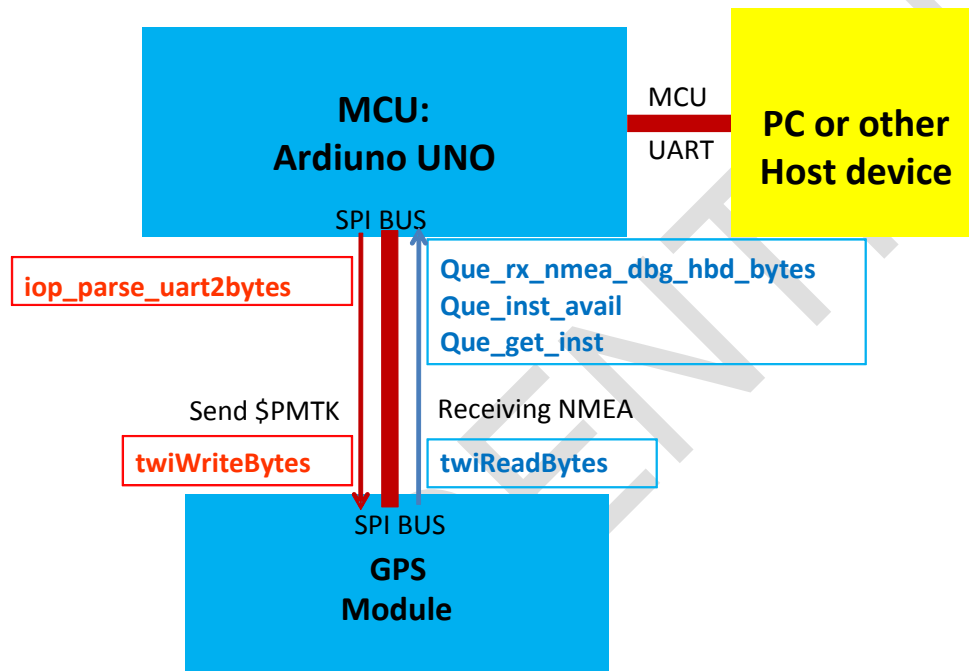 MCU:
Ardiuno UNO
MCU
UART
PC or other
Host device
SPI BUS
iop_parse_uart2bytes
Que_rx_nmea_dbg_hbd_bytes
Que_inst_avail
Que_get_inst
Send $PMTK
Receiving NMEA
twiWriteBytes
twiReadBytes
SPI BUS
GPS
Module